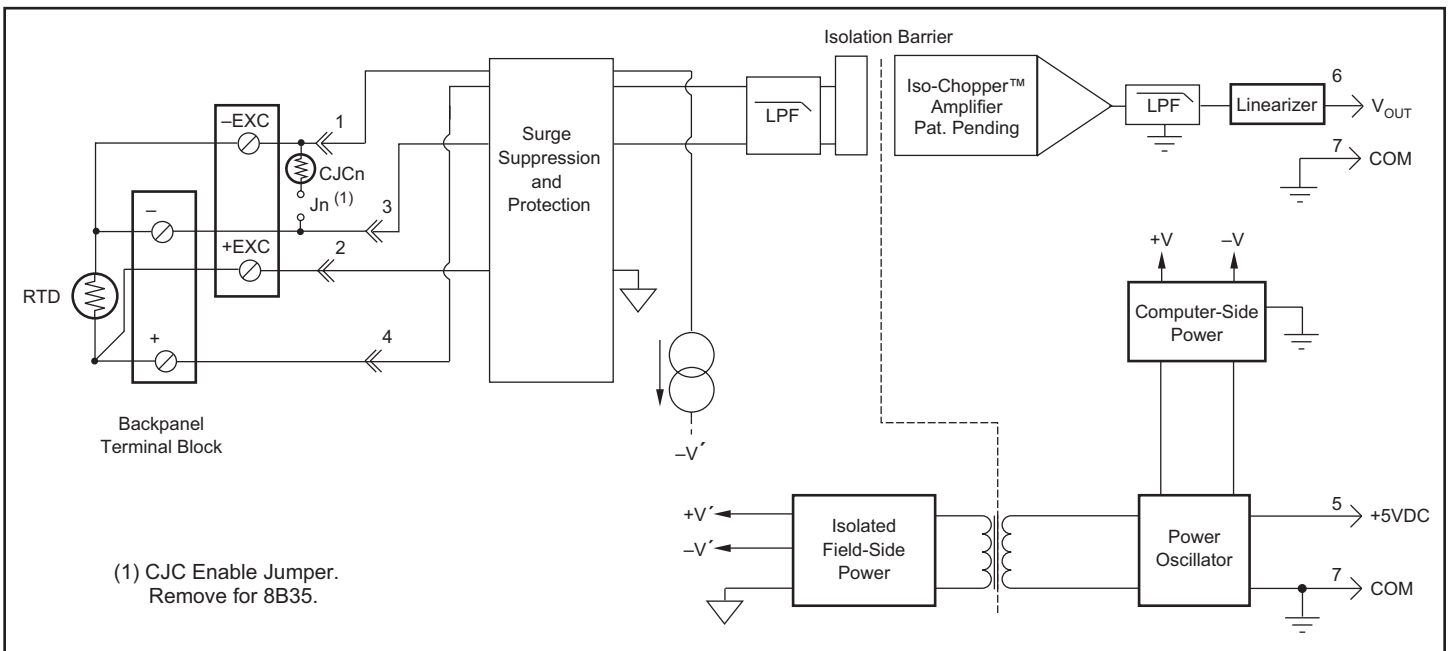 Isolation Barrier
–EXC
1
CJCn
Jn (1)
3
–
+EXC
2
RTD
+
4
Backpanel
Terminal Block
Surge
Suppression
and
Protection
LPF
Iso-Chopper™
Amplifier
Pat. Pending
LPF
Linearizer
6
VOUT
7
COM
–V´
+V
–V
Computer-Side
Power
+V´
–V´
Isolated
Field-Side
Power
Power
Oscillator
5
+5VDC
7
COM
(1) CJC Enable Jumper.
Remove for 8B35.